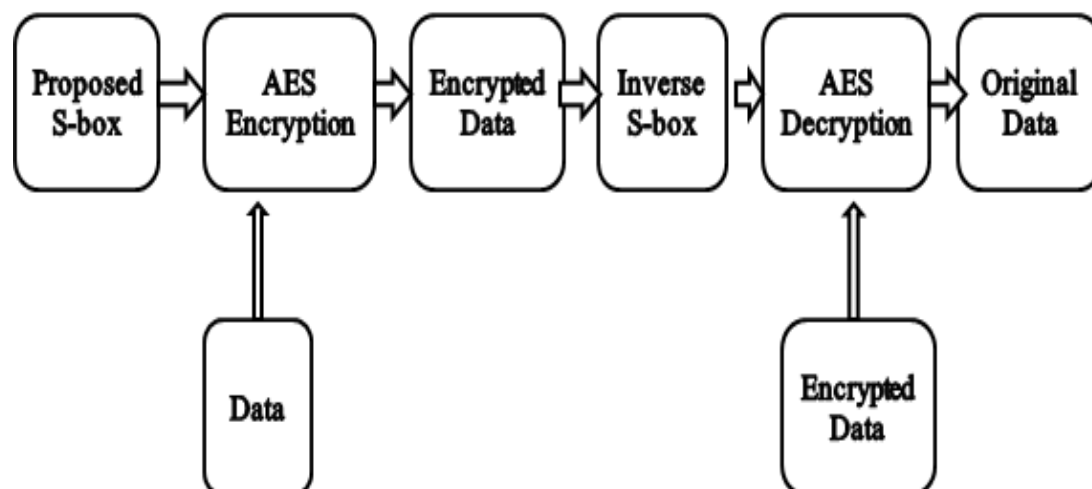 Proposed
S-box
AES
Encryption
Encrypted
Data
Inverse
S-box
AES
Decryption
Original
Data
Data
Encrypted
Data